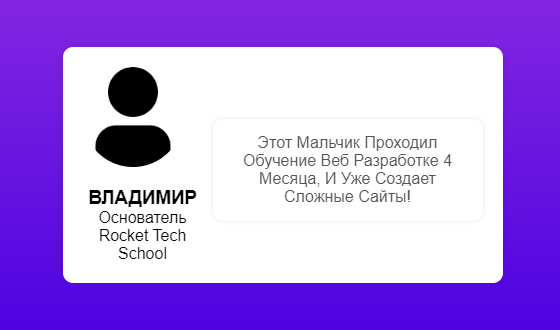 ВЛАДИМИР
Основатель
Rocket Tech
School
Этот Мальчик Проходил
Обучение Веб Разработке 4
Месяца, И Уже Создает
Сложные Сайты!